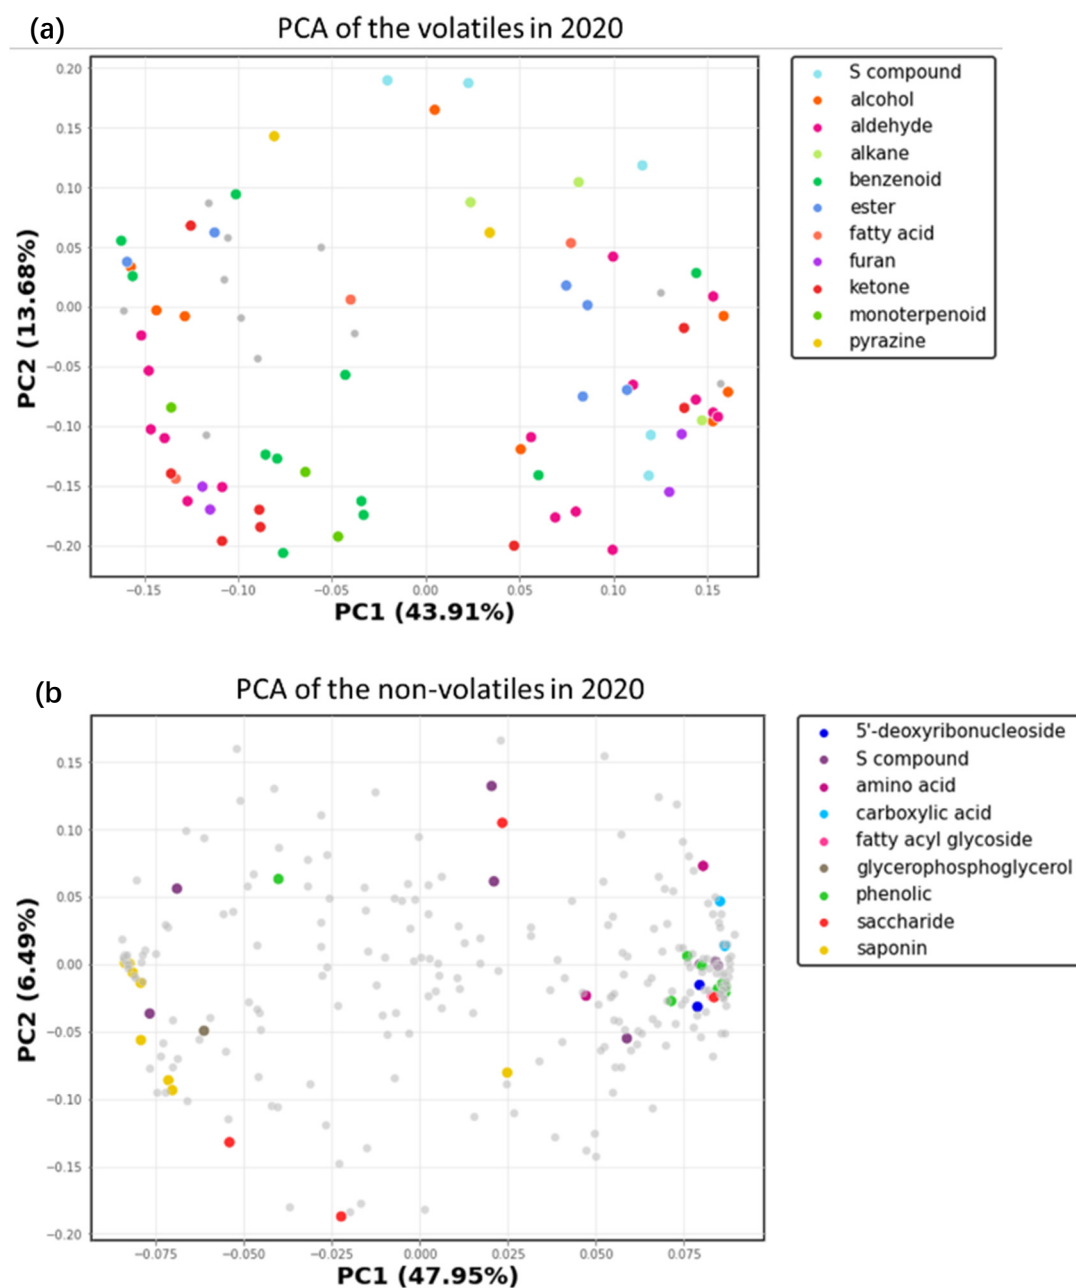 (a)
PCA of the volatiles in 2020
0.20
0.15
0.10
0.05
0.00
−0.05
−0.10
−0.15
−0.20
PC2 (13.68%)
−0.15
−0.10
−0.05
0.00
0.05
0.10
0.15
PC1 (43.91%)
S compound
alcohol
aldehyde
alkane
benzenoid
ester
fatty acid
furan
ketone
monoterpenoid
pyrazine
(b)
PCA of the non-volatiles in 2020
0.15
0.10
0.05
0.00
−0.05
−0.10
−0.15
−0.20
PC2 (6.49%)
−0.075
−0.050
−0.025
0.000
0.025
0.050
0.075
PC1 (47.95%)
5'-deoxyribonucleoside
S compound
amino acid
carboxylic acid
fatty acyl glycoside
glycerophosphoglycerol
phenolic
saccharide
saponin